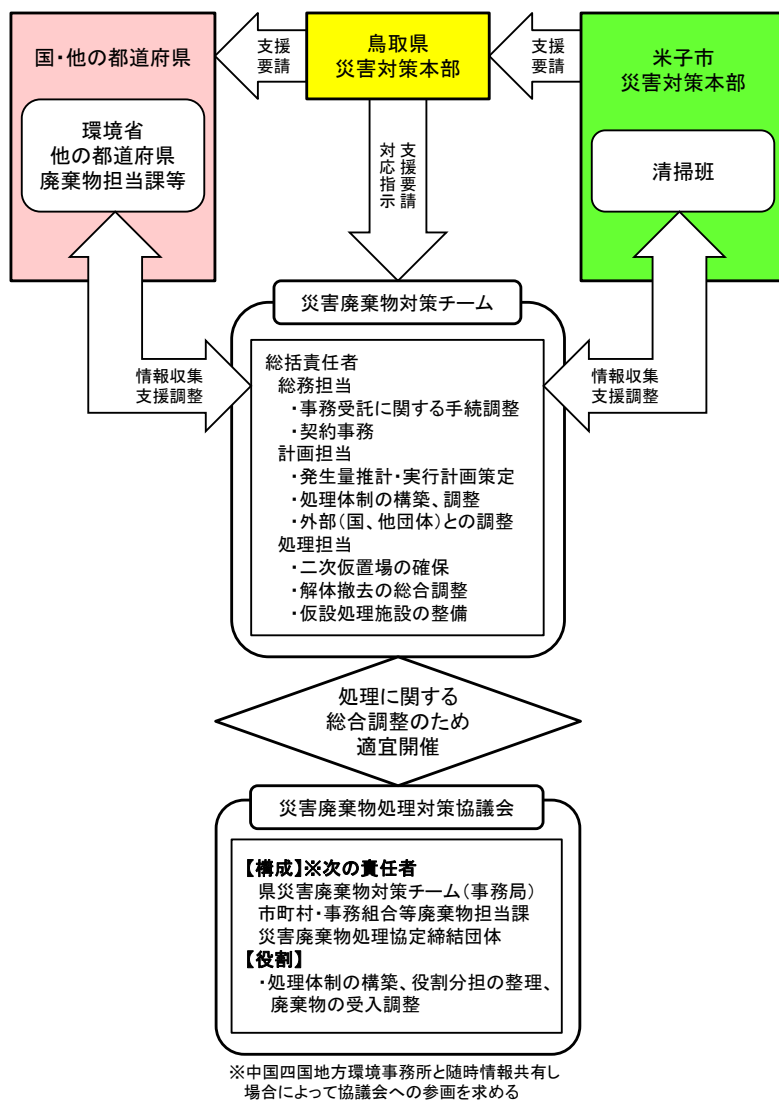 国・他の都道府県
環境省
他の都道府県
廃棄物担当課等
支援
要請
鳥取県
災害対策本部
支援
要請
米子市
災害対策本部
清掃班
支援要請
対応指示
災害廃棄物対策チーム
情報収集
支援調整
情報収集
支援調整
総括責任者
総務担当
・事務受託に関する手続調整
・契約事務
計画担当
・発生量推計・実行計画策定
・処理体制の構築、調整
・外部(国、他団体)との調整
処理担当
・二次仮置場の確保
・解体撤去の総合調整
・仮設処理施設の整備
処理に関する
総合調整のため
適宜開催
災害廃棄物処理対策協議会
【構成】※次の責任者
県災害廃棄物対策チーム(事務局)
市町村・事務組合等廃棄物担当課
災害廃棄物処理協定締結団体
【役割】
・処理体制の構築、役割分担の整理、
廃棄物の受入調整
※中国四国地方環境事務所と随時情報共有し
場合によって協議会への参画を求める